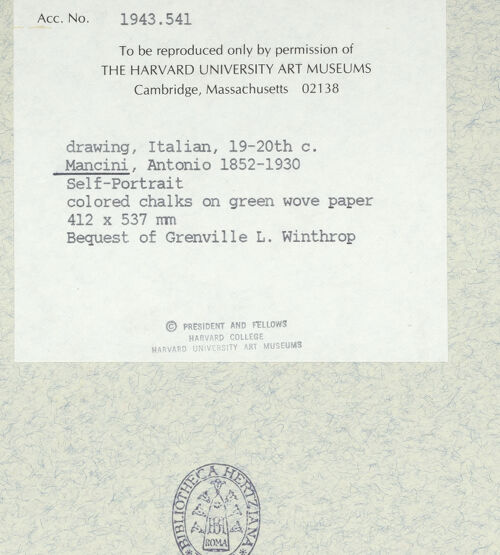 Acc. No. 1943.541
To be reproduced only by permission of
THE HARVARD UNIVERSITY ART MUSEUMS
Cambridge, Massachusetts 02138
drawing, Italian, 19-20th c.
Mancini, Antonio 1852-1930
Self-Portrait
colored chalks on green wove paper
412 x 537 mm
Bequest of Grenville L. Winthrop
© PRESIDENT AND FELLOWS
HARVARD COLLEGE
HARVARD UNIVERSITY ART MUSEUMS
*BIBLIOTHECA HERTZIANA*
ROMA